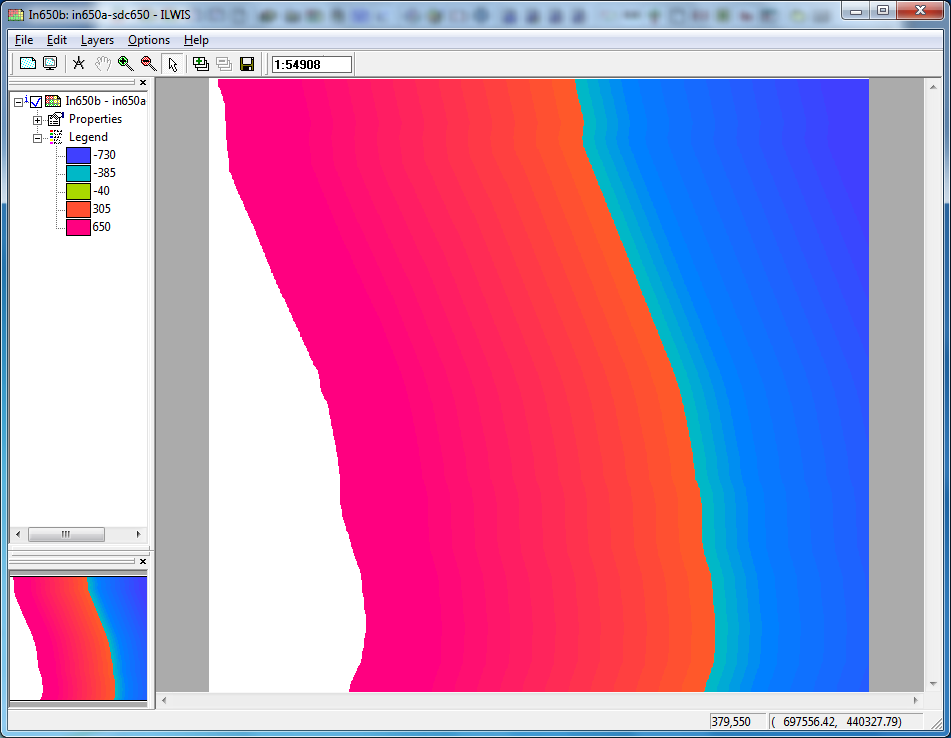 In650b: in650a-sdc650 - ILWIS
File Edit Layers Options Help
1:54908
In650b - in650a
Properties
Legend
-730
-385
-40
305
650
379,550 ( 697556.42, 440327.79)